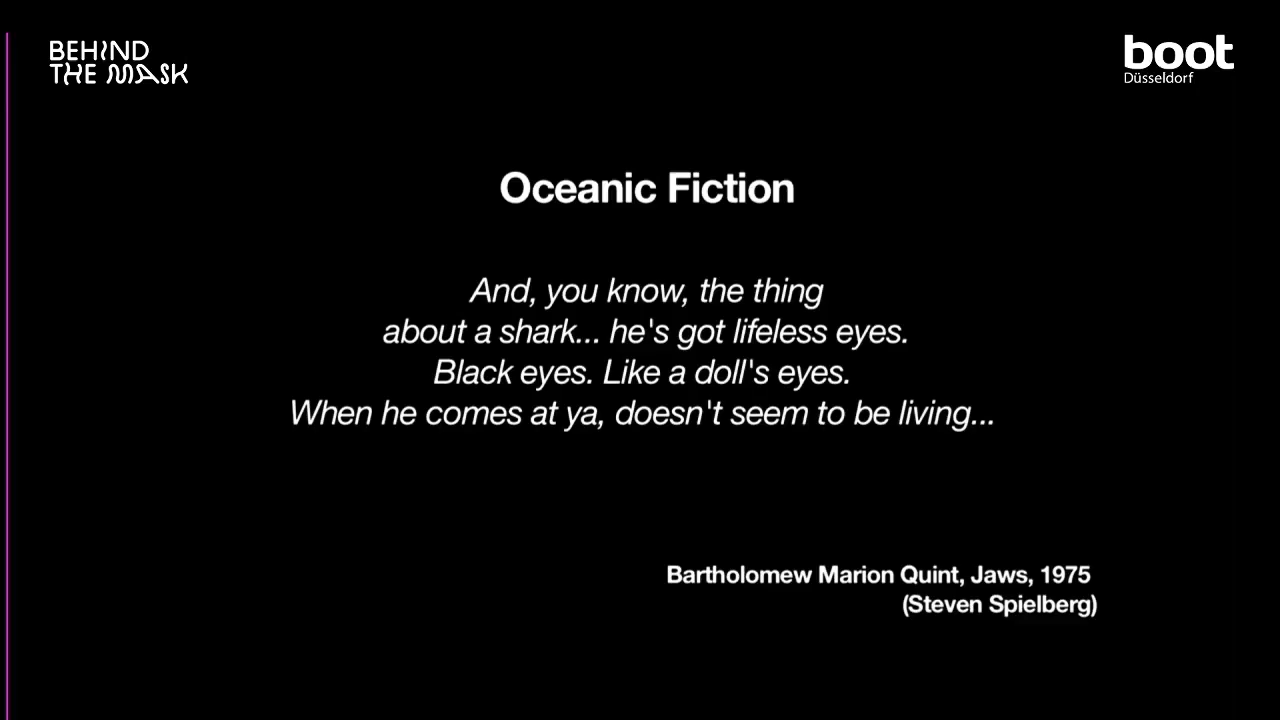 BEHIND
THE MASK
boot
Düsseldorf
Oceanic Fiction
And, you know, the thing
about a shark... he's got lifeless eyes.
Black eyes. Like a doll's eyes.
When he comes at ya, doesn't seem to be living...
Bartholomew Marion Quint, Jaws, 1975
(Steven Spielberg)